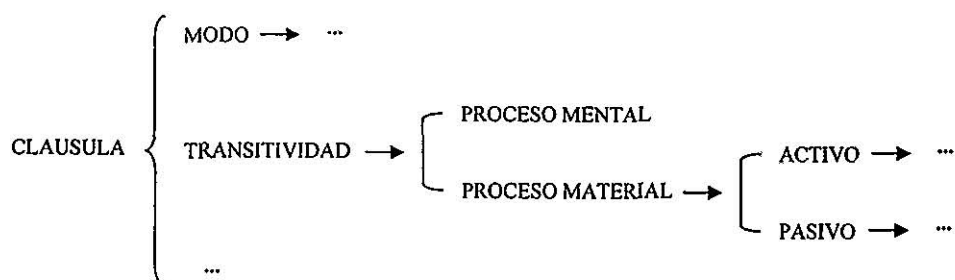 MODO → ...
PROCESO MENTAL
CLAUSULA
TRANSITIVIDAD →
ACTIVO → ...
PROCESO MATERIAL →
PASIVO → ...
...